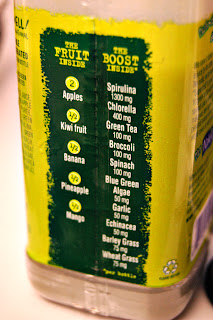 THE
FRUIT
INSIDE*
2
Apples
1/2
Kiwi fruit
1/2
Banana
1/2
Pineapple
1/2
Mango
THE
BOOST
INSIDE*
Spirulina
1300 mg
Chlorella
400 mg
Green Tea
100 mg
Broccoli
100 mg
Spinach
100 mg
Blue Green
Algae
50 mg
Garlic
50 mg
Echinacea
50 mg
Barley Grass
75 mg
Wheat Grass
75 mg
*per bottle